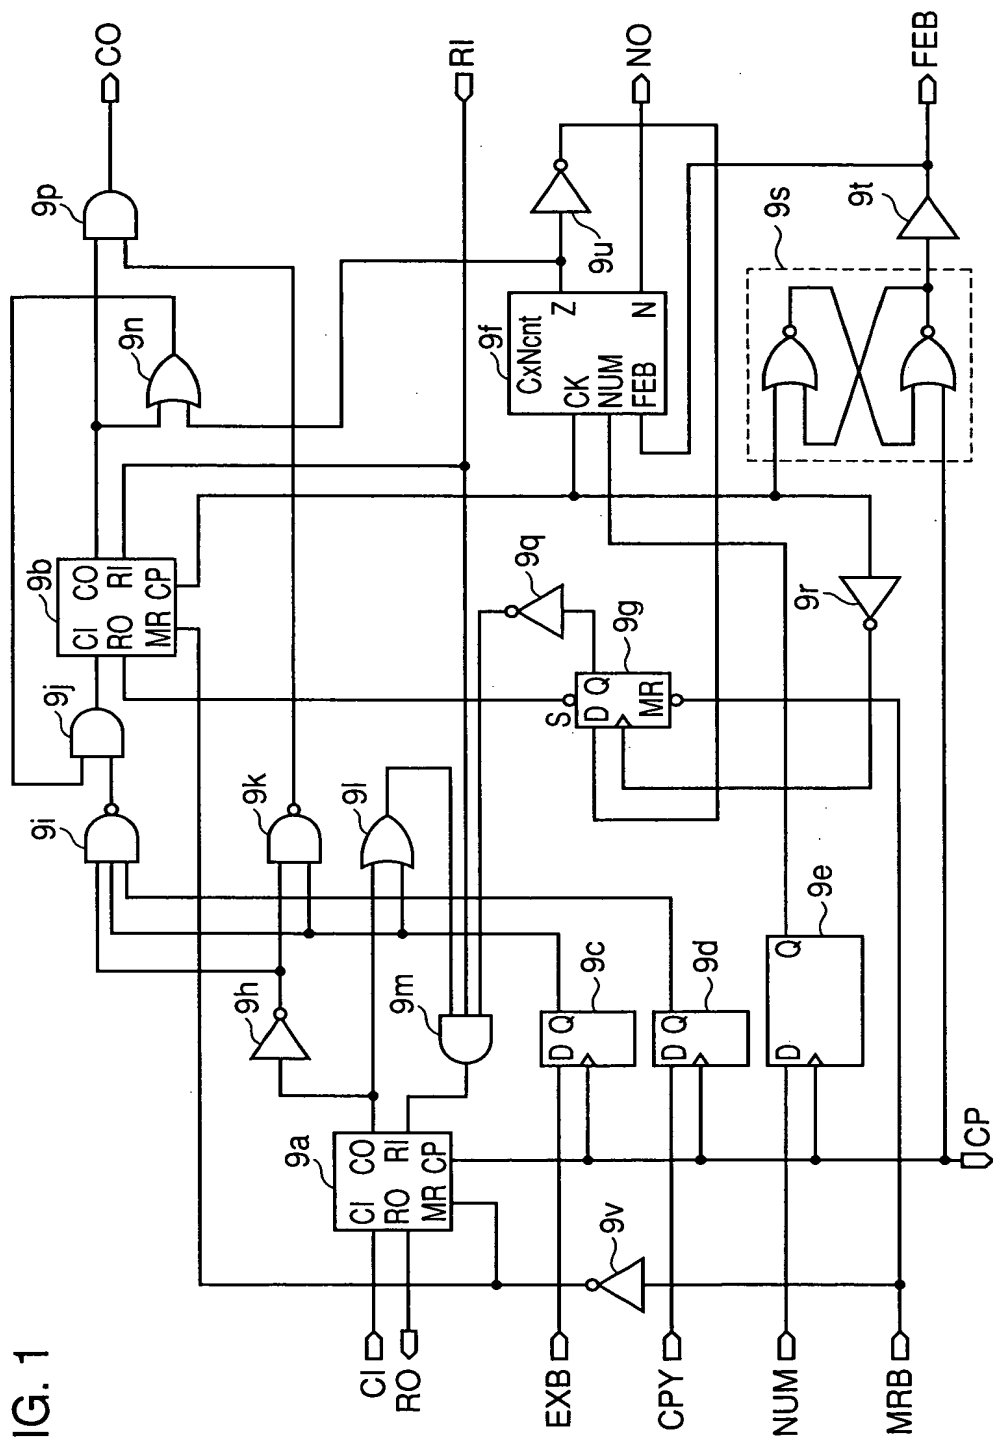 IG. 1
CI
RO
EXB
CPY
NUM
MRB
CP
CO
RI
NO
FEB
9a
CI CO
RO RI
MR CP
9b
CI CO
RO RI
MR CP
9c
D Q
9d
D Q
9e
D Q
9f
CxNcnt
CK Z
NUM
FEB N
9g
S
D Q
MR
9h
9i
9j
9k
9l
9m
9n
9p
9q
9r
9s
9t
9u
9v